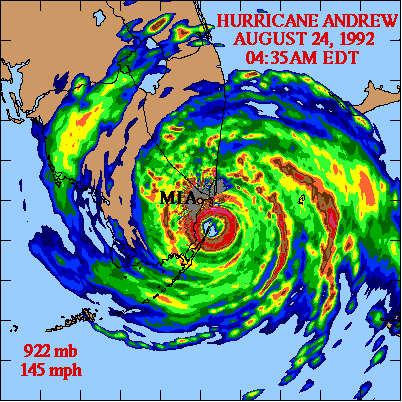 HURRICANE ANDREW
AUGUST 24, 1992
04:35AM EDT
MIA
922 mb
145 mph